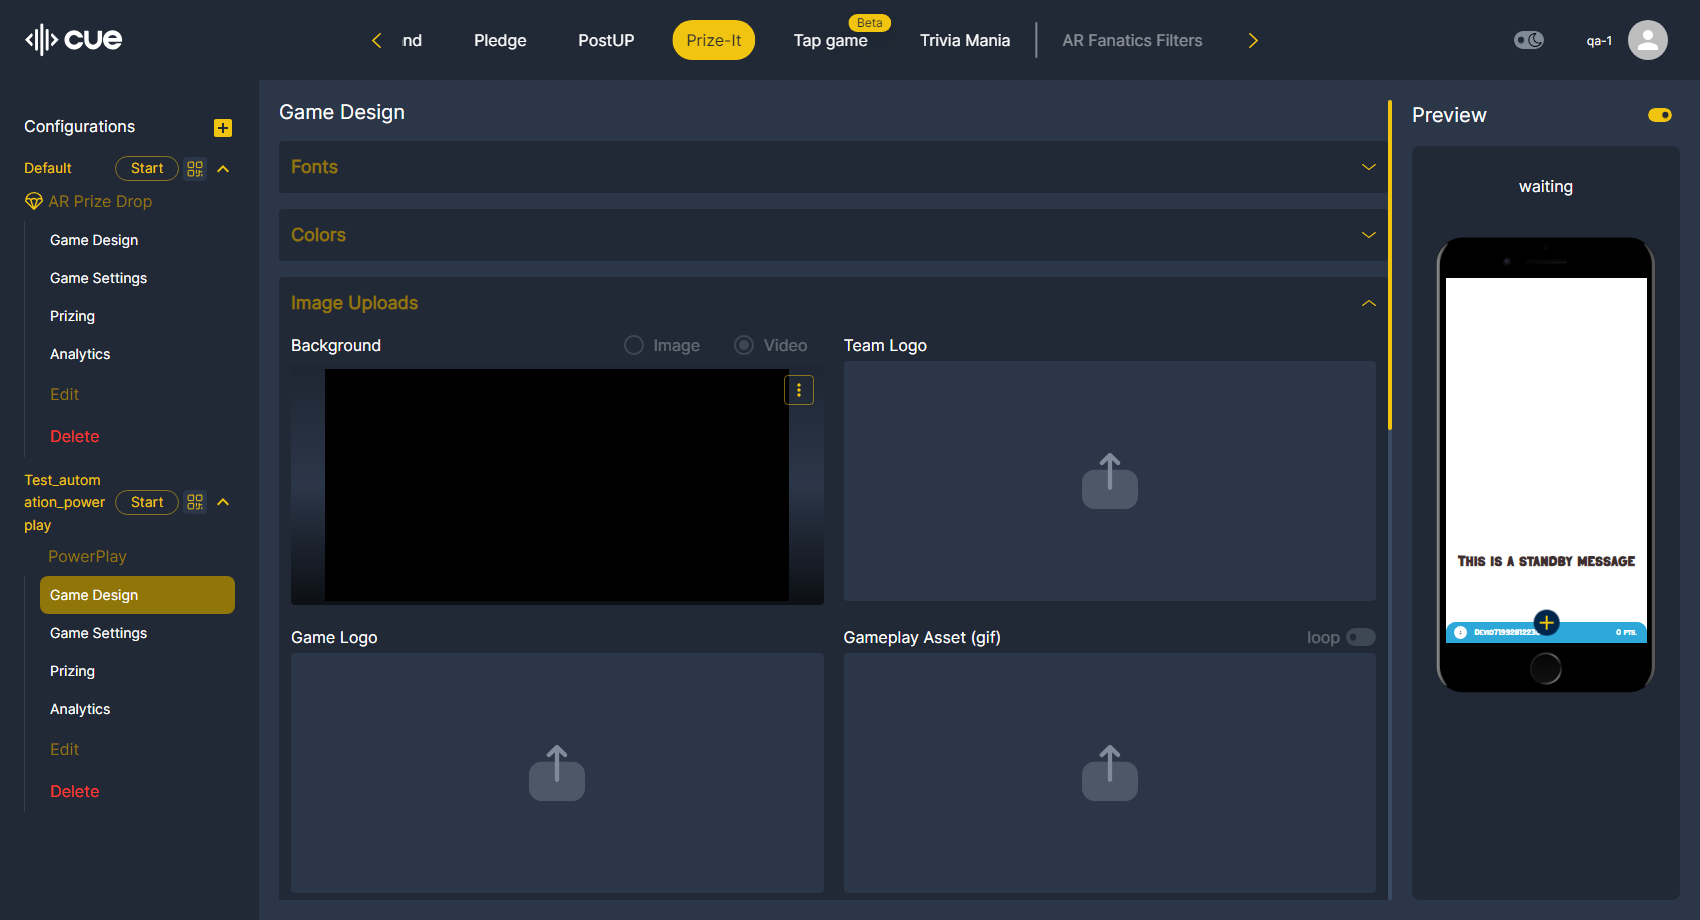 cue
nd
Pledge
PostUP
Prize-It
Beta
Tap game
Trivia Mania
AR Fanatics Filters
qa-1
Configurations
Default
Start
AR Prize Drop
Game Design
Game Settings
Prizing
Analytics
Edit
Delete
Test_autom
ation_power
play
Start
PowerPlay
Game Design
Game Settings
Prizing
Analytics
Edit
Delete
Game Design
Fonts
Colors
Image Uploads
Background
Image
Video
Team Logo
Game Logo
Gameplay Asset (gif)
loop
Preview
waiting
This is a standby message
0 pts.